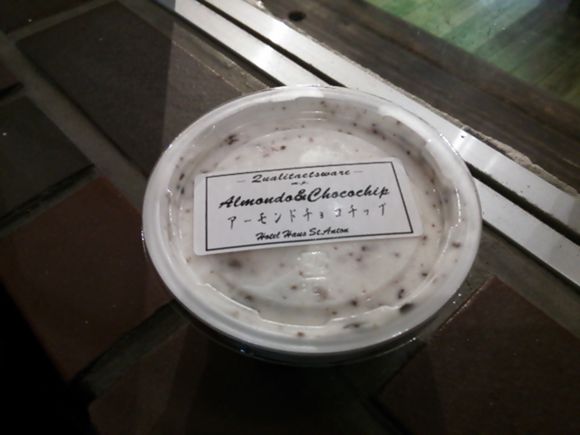 Qualitaetsware
Almondo&Chocochip
アーモンドチョコチップ
Hotel Haus St.Anton